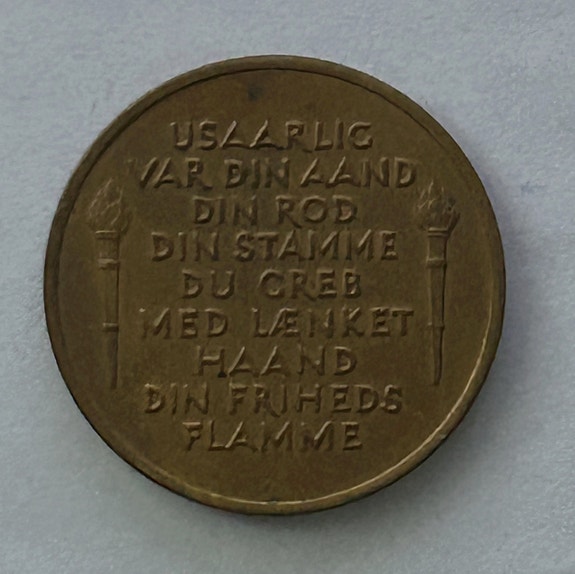 USAARLIG
VAR DIN AAND
DIN ROD
DIN STAMME
DU GREB
MED LÆNKET
HAAND
DIN FRIHEDS
FLAMME